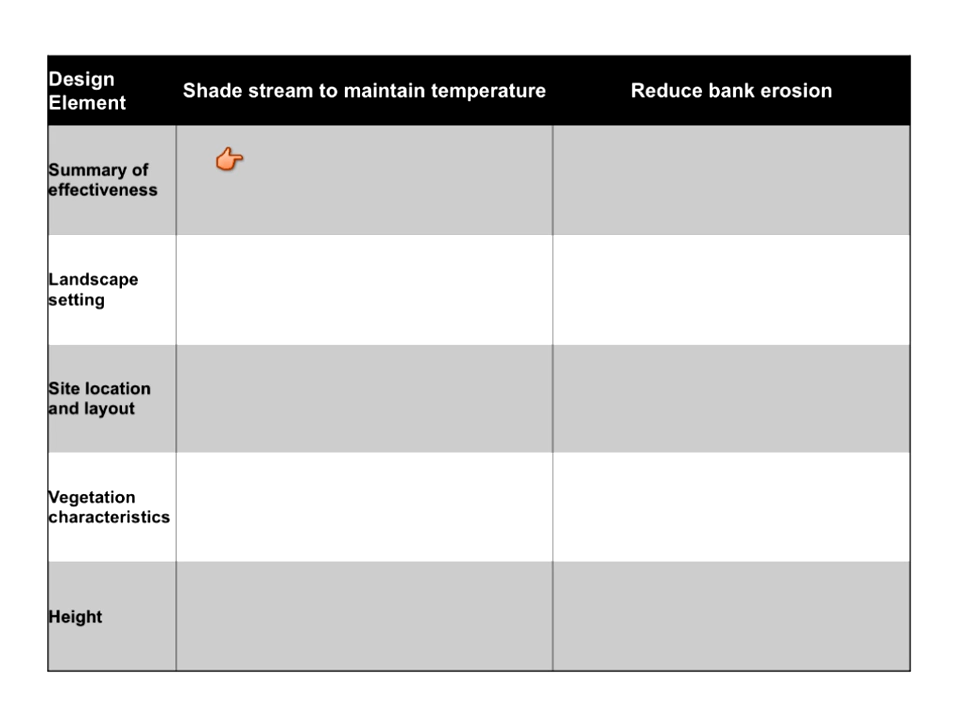 Design
Element
Shade stream to maintain temperature
Reduce bank erosion
Summary of
effectiveness
Landscape
setting
Site location
and layout
Vegetation
characteristics
Height